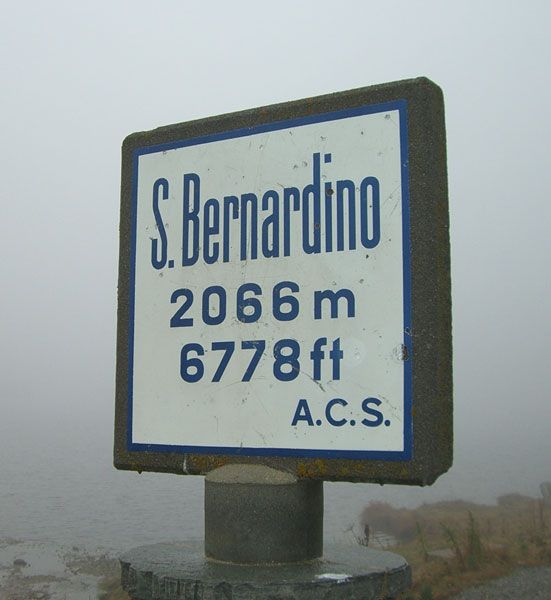 S. Bernardino
2066 m
6778 ft
A.C.S.